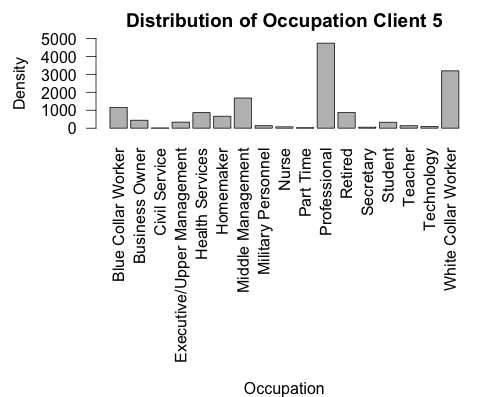 Distribution of Occupation Client 5
Density
5000
4000
3000
2000
1000
0
Blue Collar Worker
Business Owner
Civil Service
Executive/Upper Management
Health Services
Homemaker
Middle Management
Military Personnel
Nurse
Part Time
Professional
Retired
Secretary
Student
Teacher
Technology
White Collar Worker
Occupation